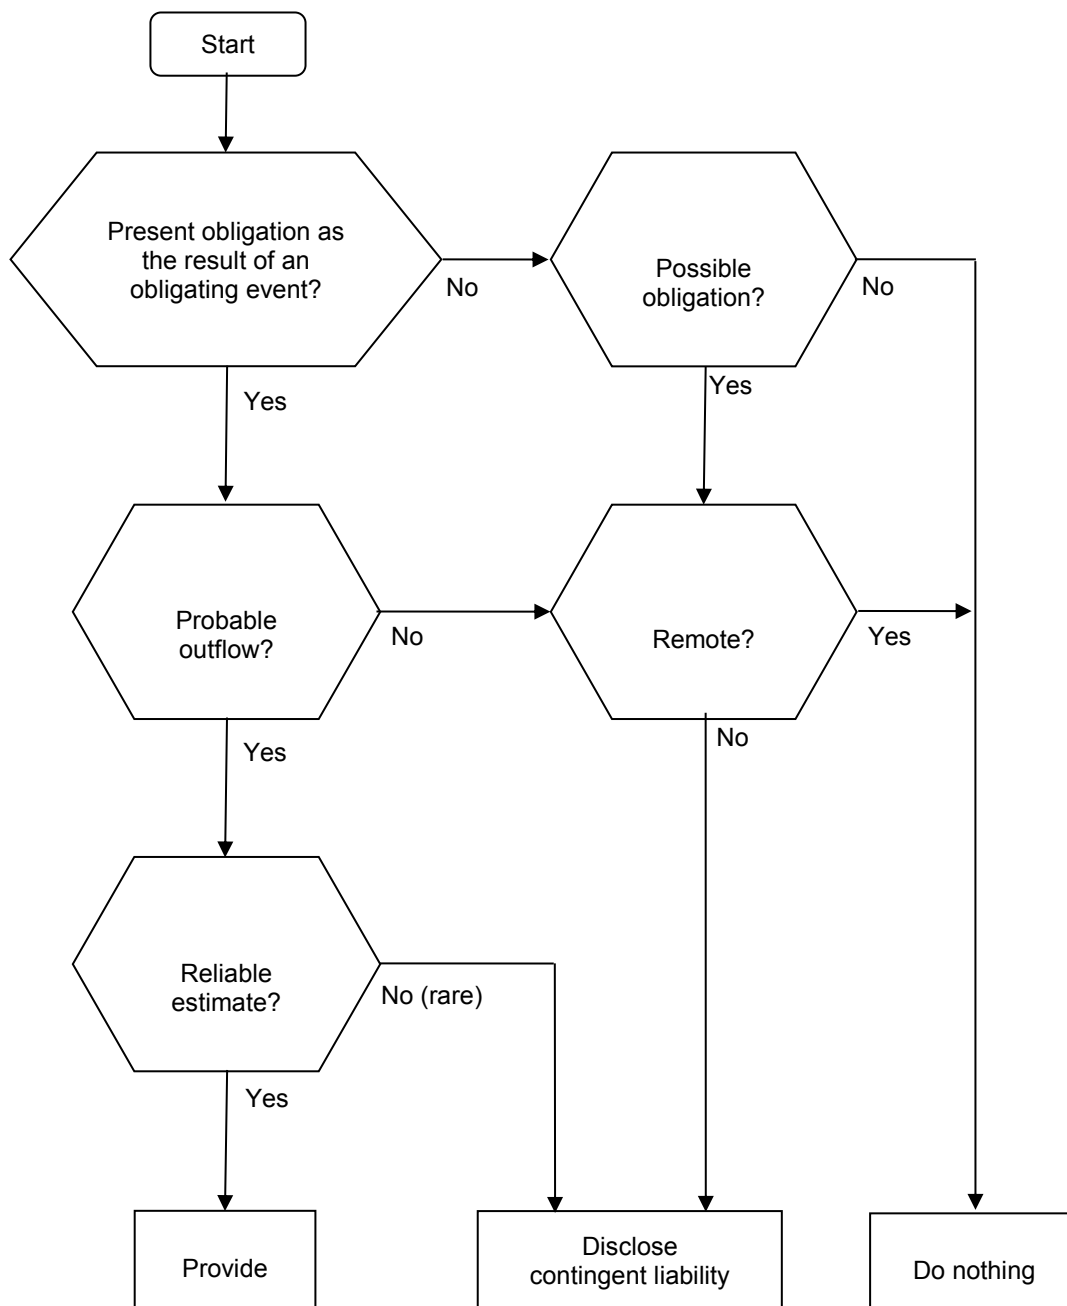 Start
Present obligation as
the result of an
obligating event?
No
Possible
obligation?
No
Yes
Yes
Probable
outflow?
No
Remote?
Yes
Yes
No
Reliable
estimate?
No (rare)
Yes
Provide
Disclose
contingent liability
Do nothing